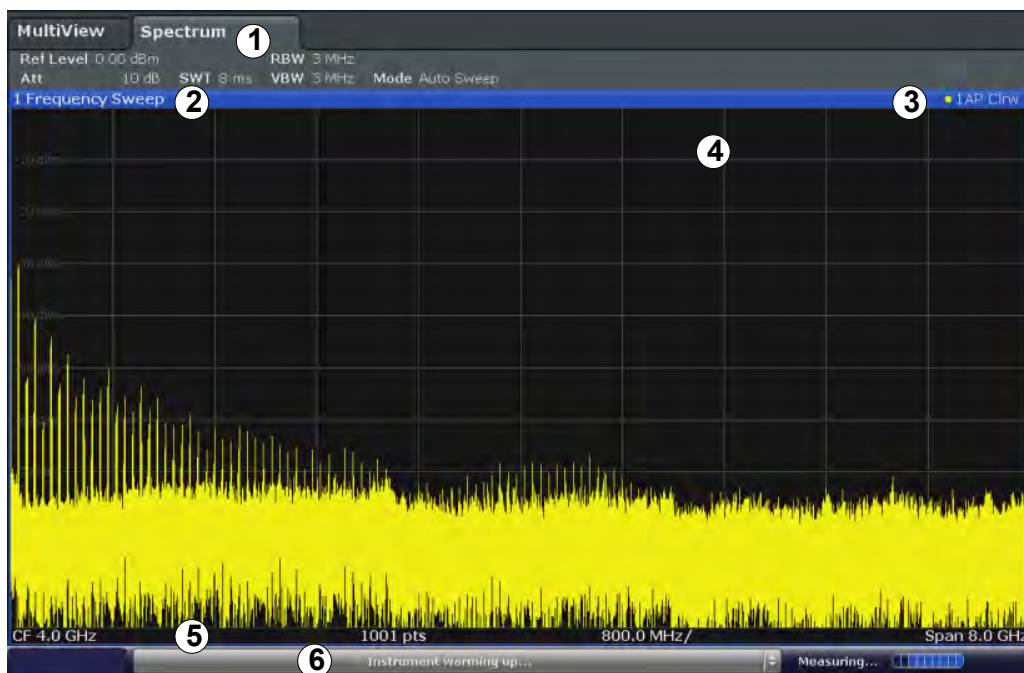 MultiView Spectrum 1
Ref Level 0.00 dBm RBW 3 MHz
Att 10 dB SWT 8 ms VBW 3 MHz Mode Auto Sweep
1 Frequency Sweep 2 3 1AP Clrw
4
-10 dBm
CF 4.0 GHz 5 1001 pts 800.0 MHz/ Span 8.0 GHz
6 Instrument warming up... Measuring...